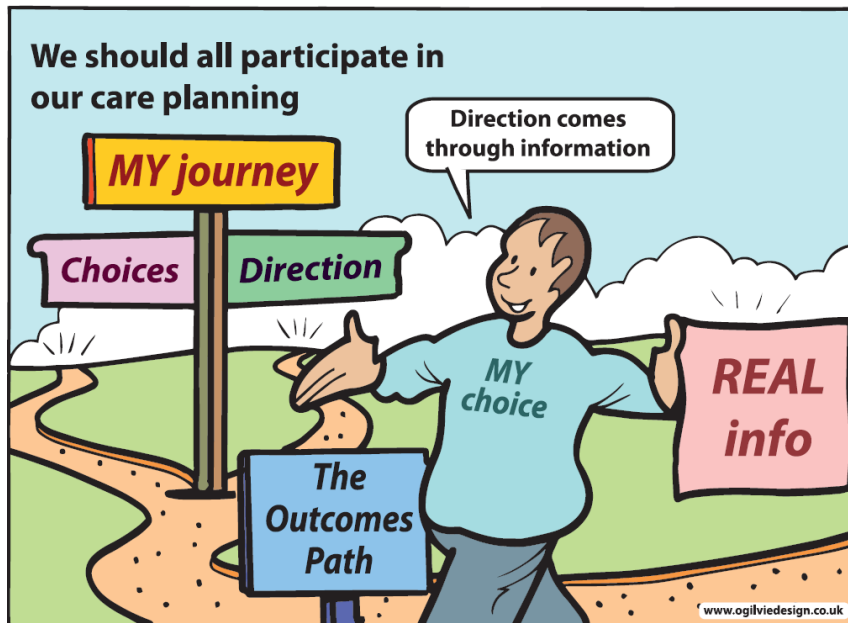 We should all participate in
our care planning
Direction comes
through information
MY journey
Choices
Direction
MY
choice
REAL
info
The
Outcomes
Path
www.ogilviedesign.co.uk